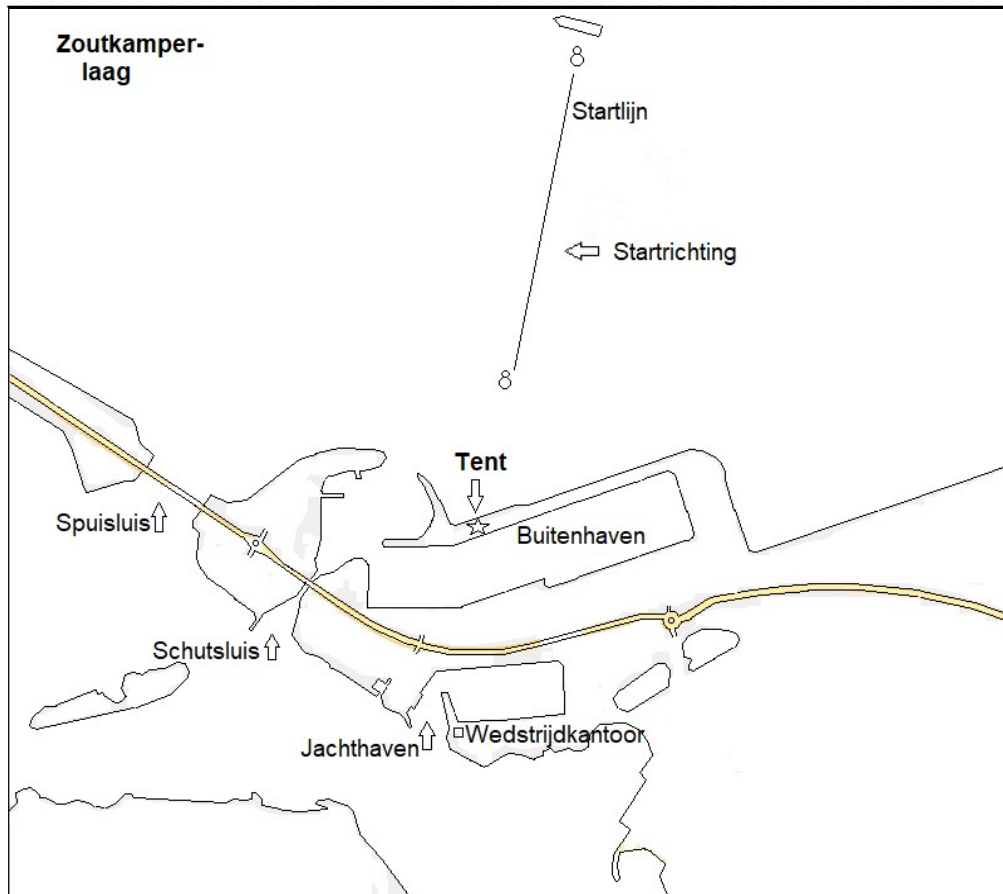 Zoutkamper-
laag
Startlijn
Startrichting
Tent
Spuisluis
Buitenhaven
Schutsluis
Jachthaven
Wedstrijdkantoor